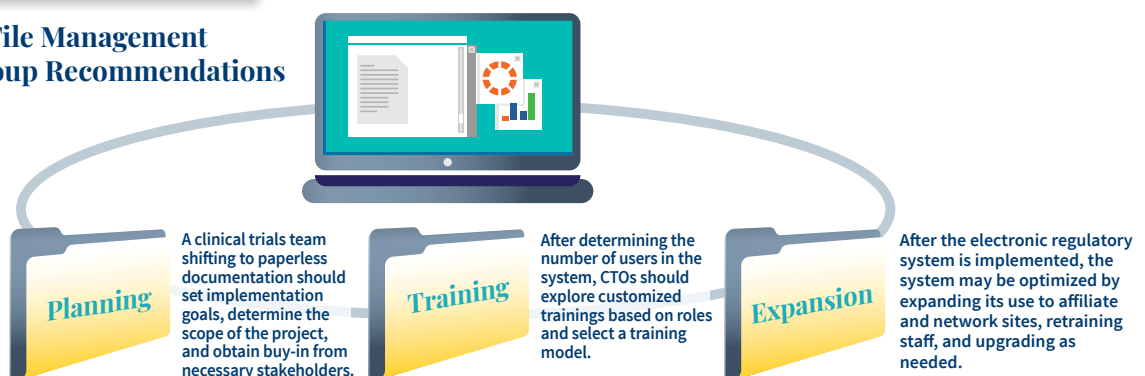 File Management
oup Recommendations
Planning
A clinical trials team
shifting to paperless
documentation should
set implementation
goals, determine the
scope of the project,
and obtain buy-in from
necessary stakeholders.
Training
After determining the
number of users in the
system, CTOs should
explore customized
trainings based on roles
and select a training
model.
Expansion
After the electronic regulatory
system is implemented, the
system may be optimized by
expanding its use to affiliate
and network sites, retraining
staff, and upgrading as
needed.